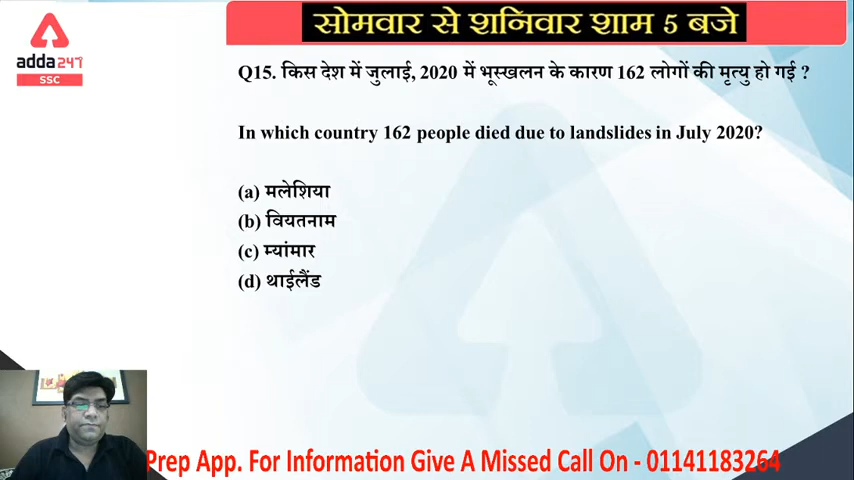 सोमवार से शनिवार शाम 5 बजे
adda247
SSC
Q15. किस देश में जुलाई, 2020 में भूस्खलन के कारण 162 लोगों की मृत्यु हो गई ?
In which country 162 people died due to landslides in July 2020?
(a) मलेशिया
(b) वियतनाम
(c) म्यांमार
(d) थाईलैंड
Prep App. For Information Give A Missed Call On - 01141183264